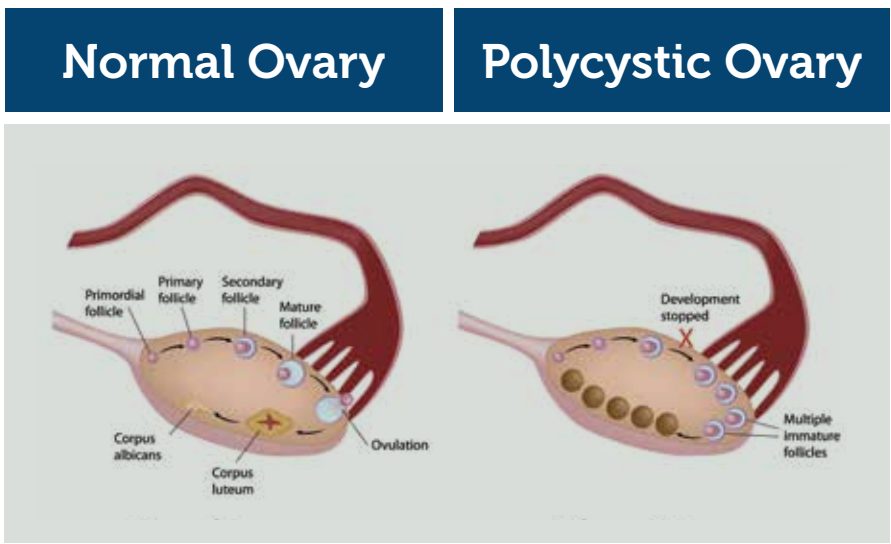 Normal Ovary
Polycystic Ovary
Primordial
follicle
Primary
follicle
Secondary
follicle
Mature
follicle
Ovulation
Corpus
luteum
Corpus
albicans
Development
stopped
X
Multiple
immature
follicles